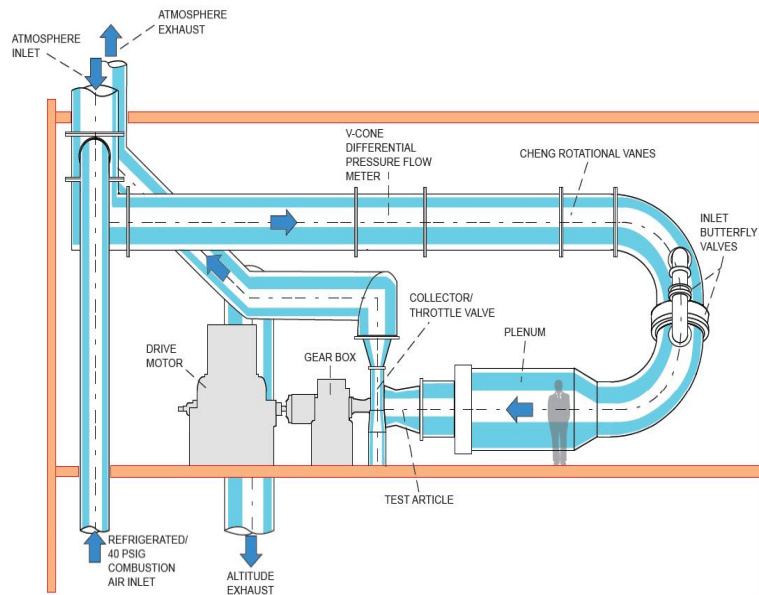 ATMOSPHERE
EXHAUST
ATMOSPHERE
INLET
V-CONE
DIFFERENTIAL
PRESSURE FLOW
METER
CHENG ROTATIONAL VANES
INLET
BUTTERFLY
VALVES
COLLECTOR/
THROTTLE VALVE
DRIVE
MOTOR
GEAR BOX
PLENUM
TEST ARTICLE
REFRIGERATED/
40 PSIG
COMBUSTION
AIR INLET
ALTITUDE
EXHAUST